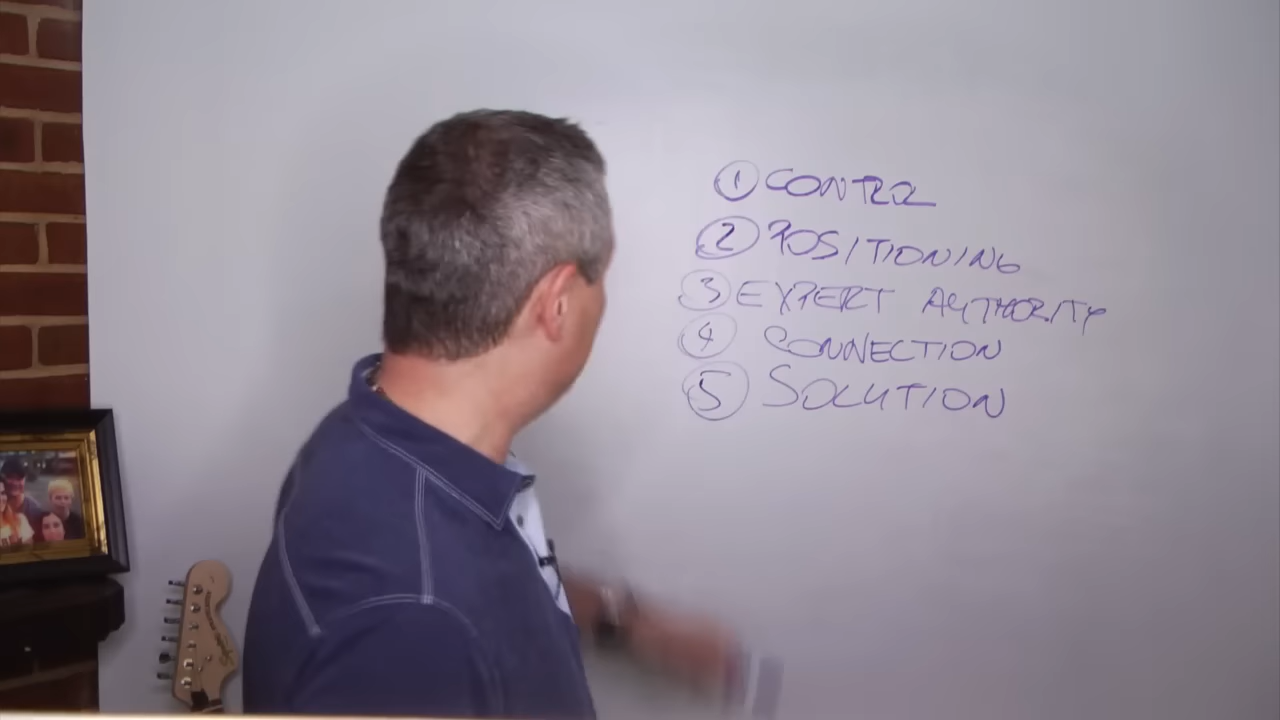 ① CONTROL
② POSITIONING
③ EXPERT AUTHORITY
④ CONNECTION
⑤ SOLUTION